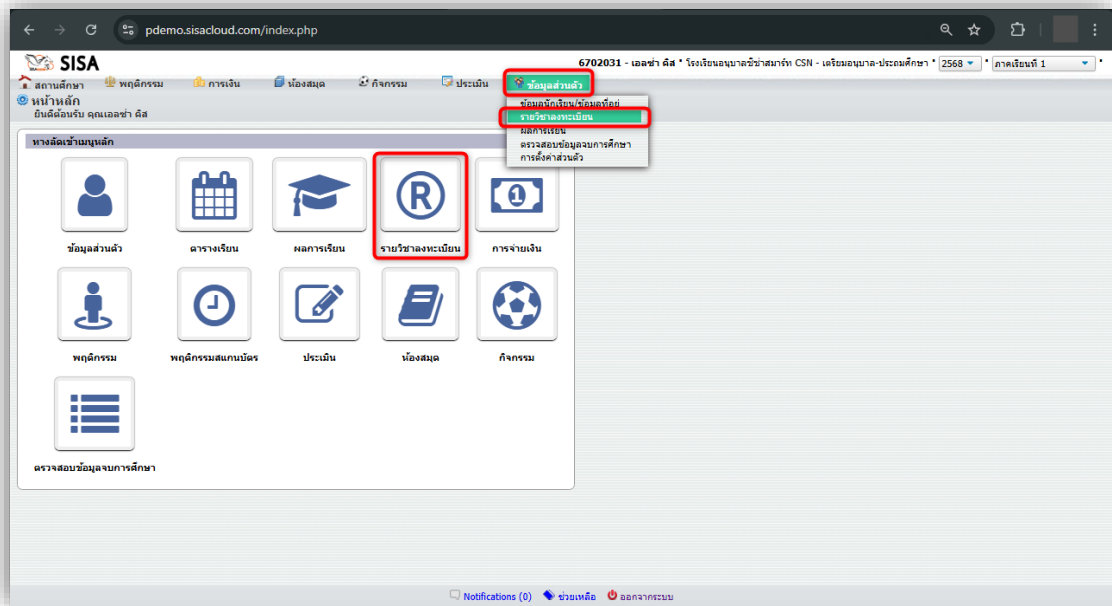 pdemo.sisacloud.com/index.php
SISA
6702031 - เอลซ่า ดีส * โรงเรียนอนุบาลชีช่าสมาร์ท CSN - เตรียมอนุบาล-ประถมศึกษา * 2568 * ภาคเรียนที่ 1 *
สถานศึกษา พฤติกรรม การเงิน ห้องสมุด กิจกรรม ประเมิน ข้อมูลส่วนตัว
หน้าหลัก
ยินดีต้อนรับ คุณเอลซ่า ดีส
ข้อมูลนักเรียน/ข้อมูลที่อยู่
รายวิชาลงทะเบียน
ผลการเรียน
ตรวจสอบข้อมูลจบการศึกษา
การตั้งค่าส่วนตัว
ทางลัดเข้าเมนูหลัก
R 1
ข้อมูลส่วนตัว ตารางเรียน ผลการเรียน รายวิชาลงทะเบียน การจ่ายเงิน
พฤติกรรม พฤติกรรมสแกนบัตร ประเมิน ห้องสมุด กิจกรรม
ตรวจสอบข้อมูลจบการศึกษา
Notifications (0) ช่วยเหลือ ออกจากระบบ